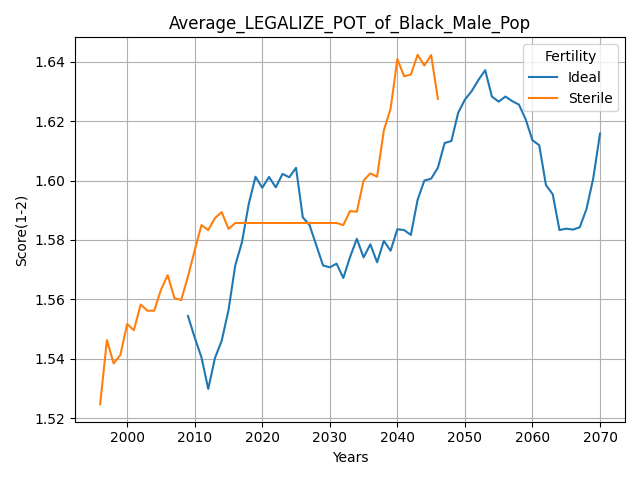 Average_LEGALIZE_POT_of_Black_Male_Pop
Fertility
Ideal
Sterile
Score(1-2)
1.64
1.62
1.60
1.58
1.56
1.54
1.52
2000 2010 2020 2030 2040 2050 2060 2070
Years